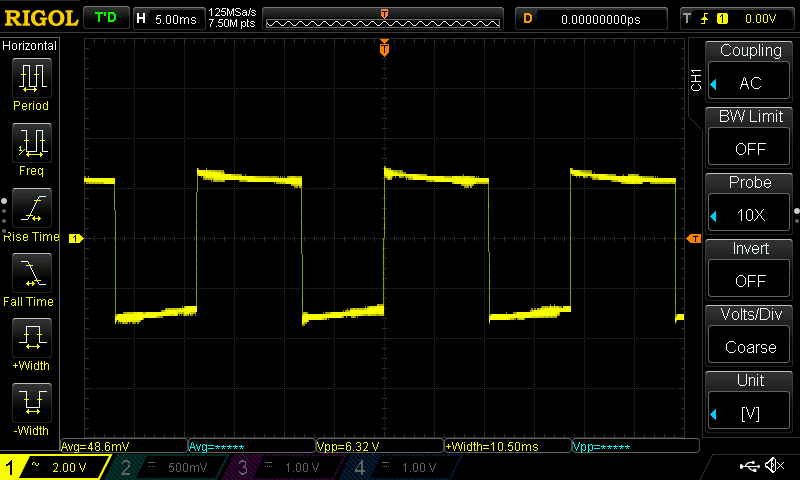 RIGOL T'D H 5.00ms 125MSa/s 7.50M pts T D 0.00000000ps T 1 0.00V
Horizontal
Period
Freq
Rise Time
Fall Time
+Width
-Width
T
1
T
CH1
Coupling
AC
BW Limit
OFF
Probe
10X
Invert
OFF
Volts/Div
Coarse
Unit
[V]
Avg=48.6mV Avg=***** Vpp=6.32 V +Width=10.50ms Vpp=*****
1 ~ 2.00 V 2 = 500mV 3 = 1.00 V 4 = 1.00 V